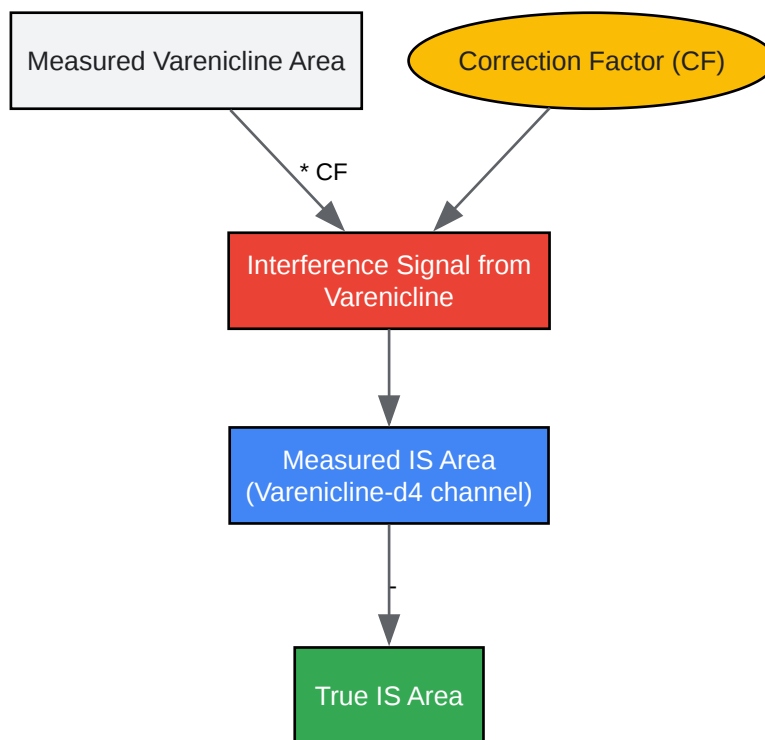 Measured Varenicline Area
Correction Factor (CF)
* CF
Interference Signal from
Varenicline
Measured IS Area
(Varenicline-d4 channel)
-
True IS Area